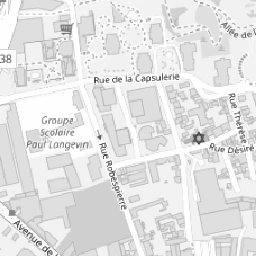 Allée de
38
Rue de la Capsulerie
Groupe
Scolaire
Paul Langevin
Rue Thérèse
Rue Désiré
Rue Robespierre
Avenue de